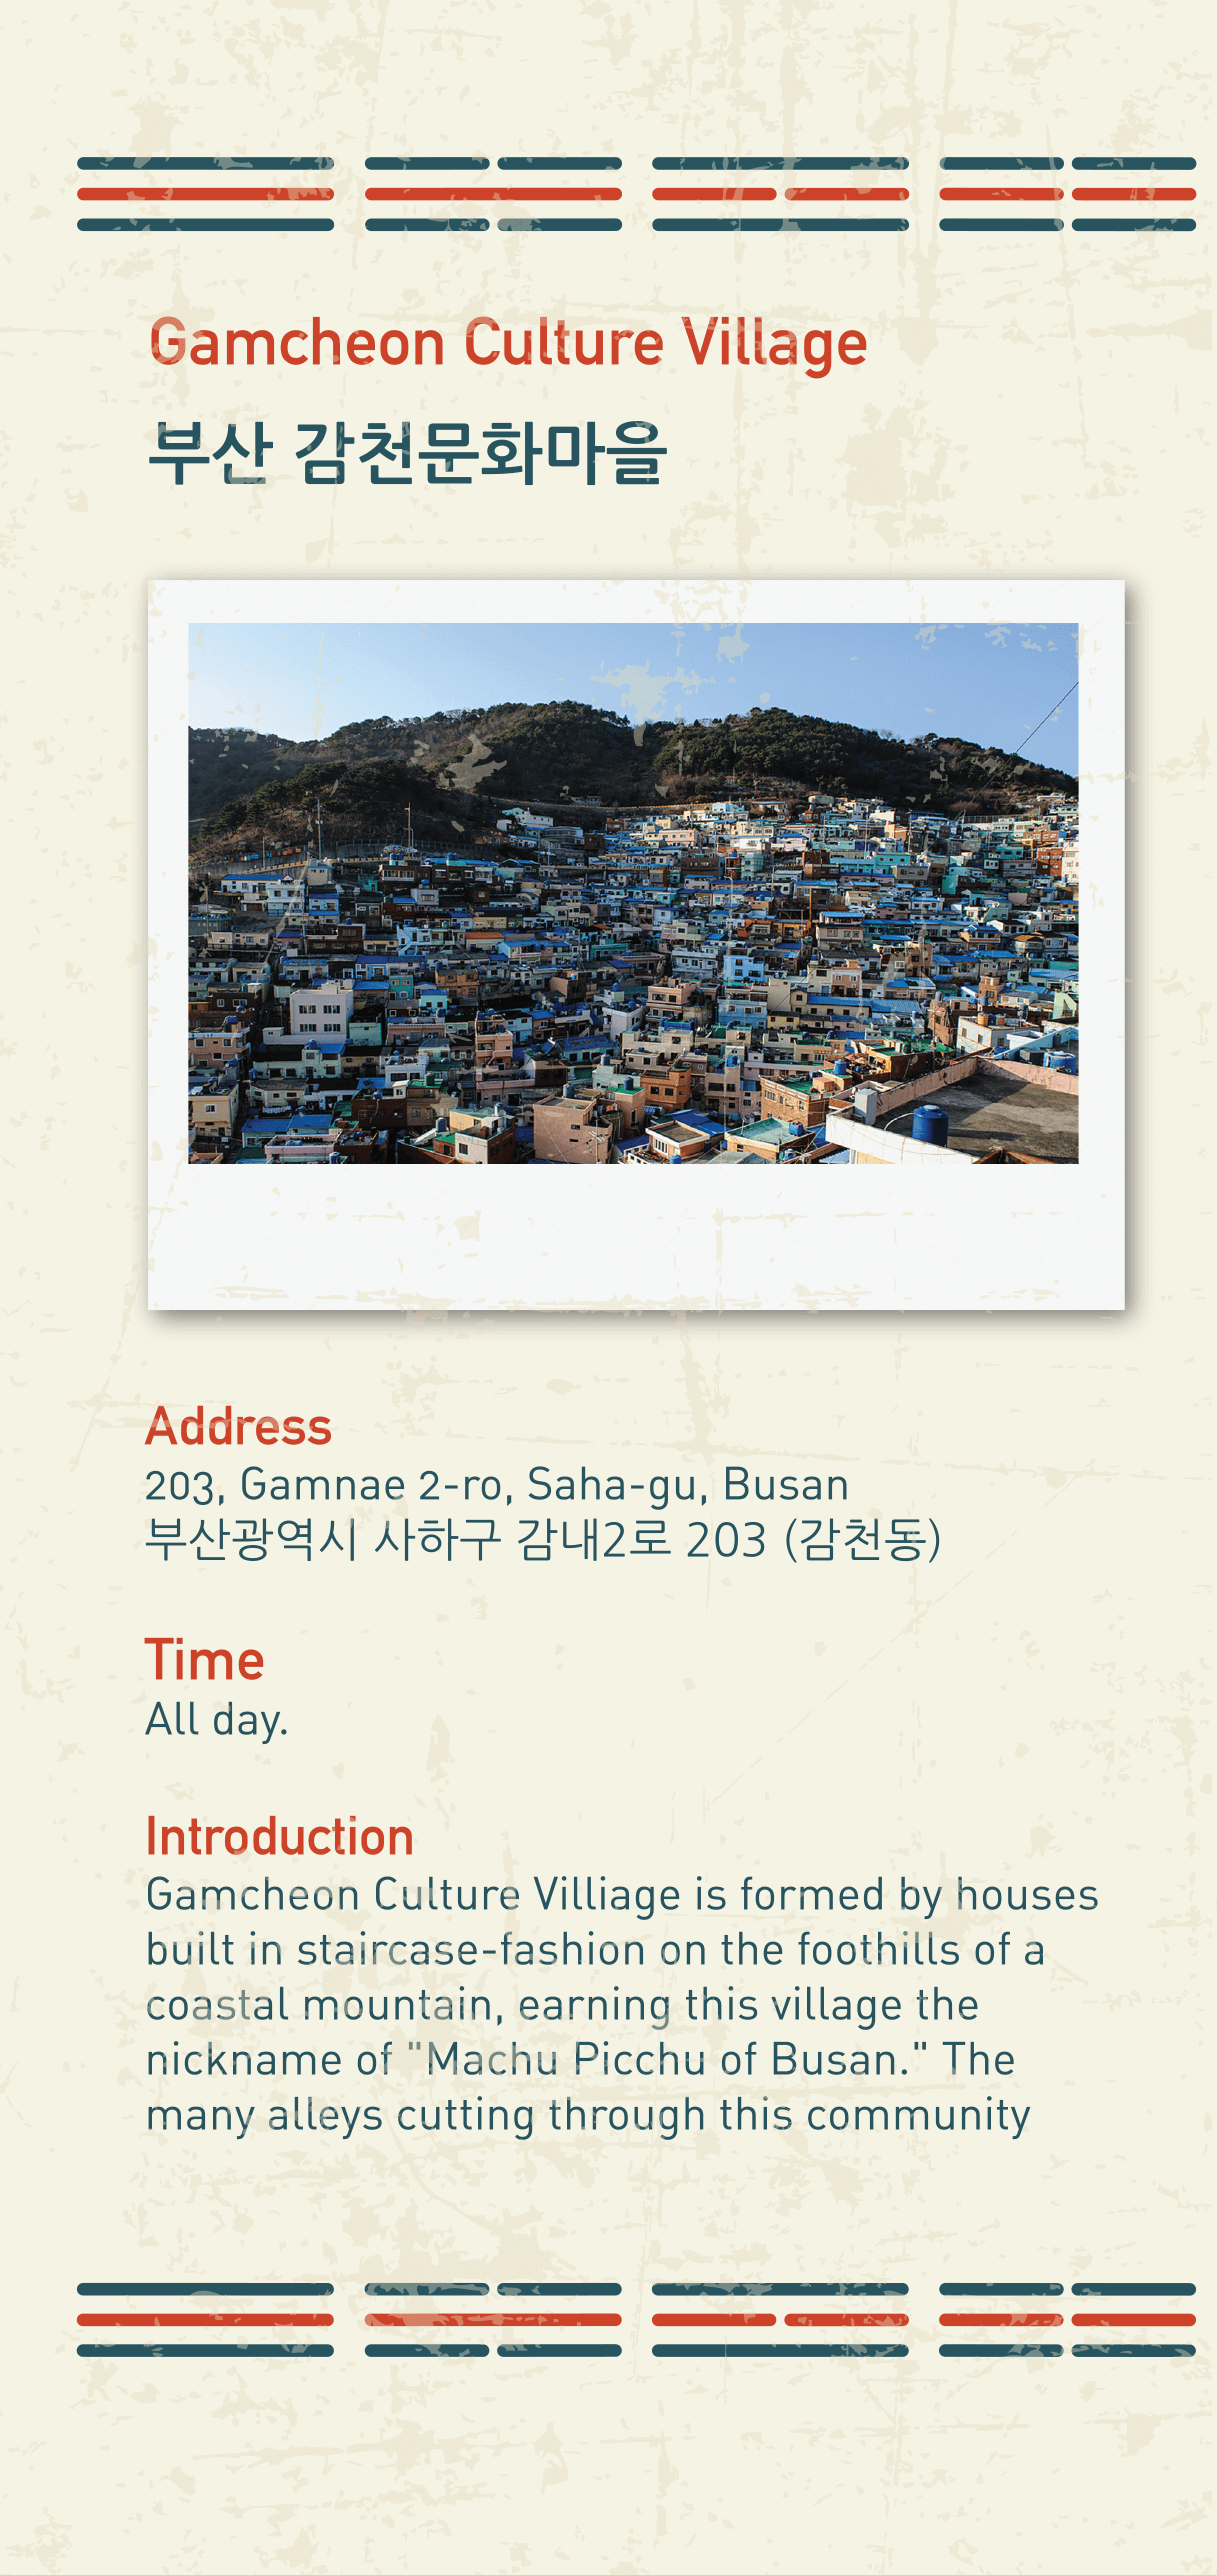 Gamcheon Culture Village
부산 감천문화마을
Address
203, Gamnae 2-ro, Saha-gu, Busan
부산광역시 사하구 감내2로 203 (감천동)
Time
All day.
Introduction
Gamcheon Culture Villiage is formed by houses
built in staircase-fashion on the foothills of a
coastal mountain, earning this village the
nickname of "Machu Picchu of Busan." The
many alleys cutting through this community